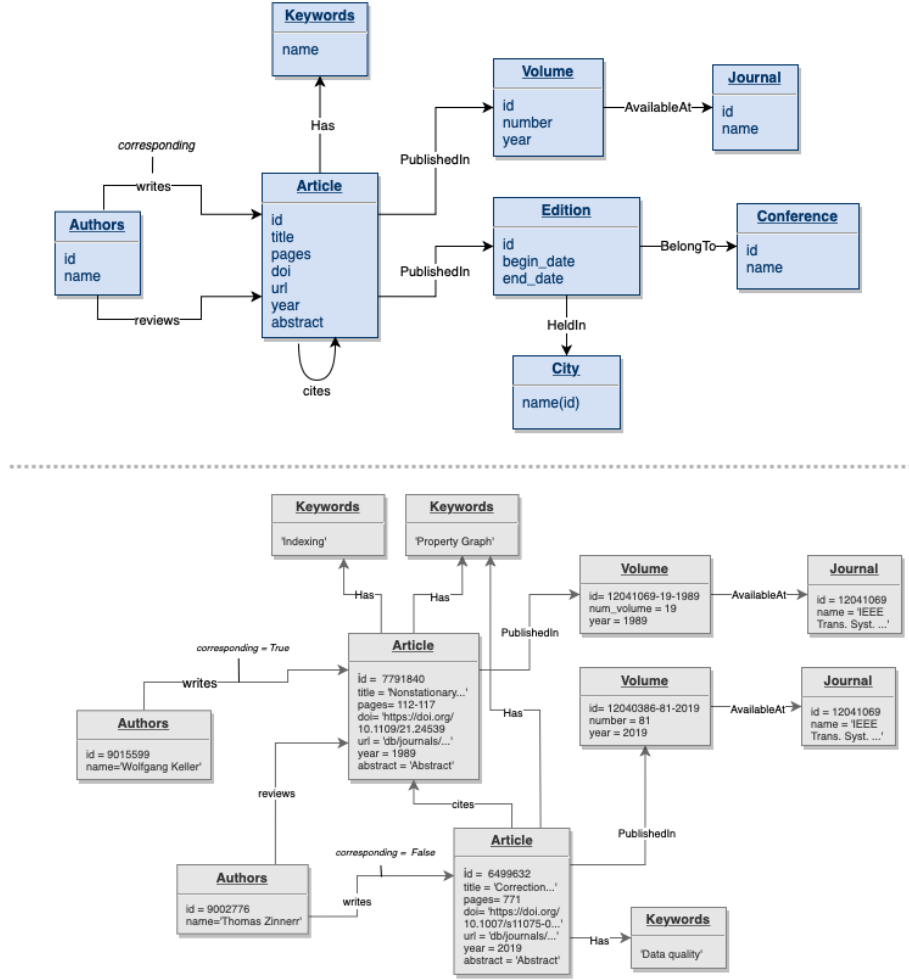 Keywords
name
Has
Volume
id
number
year
AvailableAt
Journal
id
name
PublishedIn
corresponding
writes
Authors
id
name
reviews
Article
id
title
pages
doi
url
year
abstract
cites
PublishedIn
Edition
id
begin_date
end_date
BelongTo
Conference
id
name
HeldIn
City
name(id)
Keywords
'Indexing'
Keywords
'Property Graph'
Has
Has
Volume
id= 12041069-19-1989
num_volume = 19
year = 1989
AvailableAt
Journal
id = 12041069
name = 'IEEE
Trans. Syst. ...'
PublishedIn
corresponding = True
writes
Authors
id = 9015599
name='Wolfgang Keller'
Article
id = 7791840
title = 'Nonstationary...'
pages= 112-117
doi= 'https://doi.org/
10.1109/21.24539
url = 'db/journals/...'
year = 1989
abstract = 'Abstract'
Has
Volume
id= 12040386-81-2019
number = 81
year = 2019
AvailableAt
Journal
id = 12041069
name = 'IEEE
Trans. Syst. ...'
reviews
cites
PublishedIn
corresponding = False
writes
Authors
id = 9002776
name='Thomas Zinnerr'
Article
id = 6499632
title = 'Correction...'
pages= 771
doi= 'https://doi.org/
10.1007/s11075-0...'
url = 'db/journals/...'
year = 2019
abstract = 'Abstract'
Has
Keywords
'Data quality'